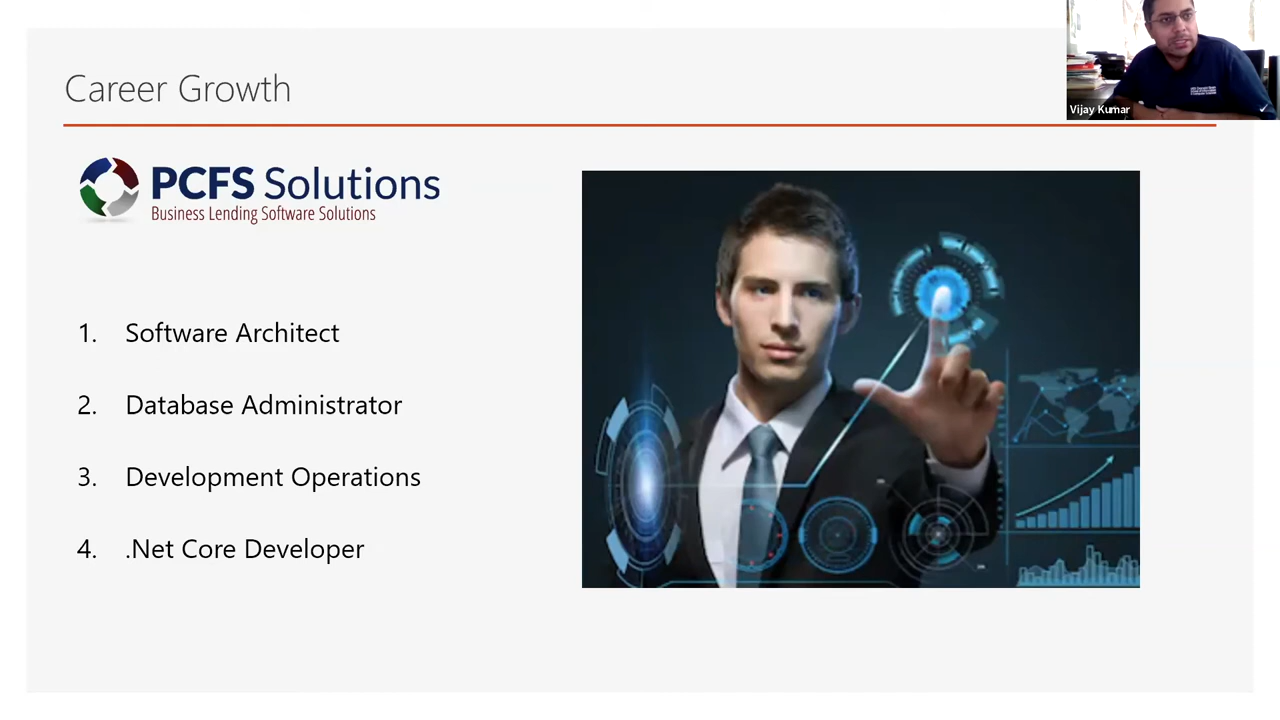 Career Growth
Vijay Kumar
PCFS Solutions
Business Lending Software Solutions
1. Software Architect
2. Database Administrator
3. Development Operations
4. .Net Core Developer